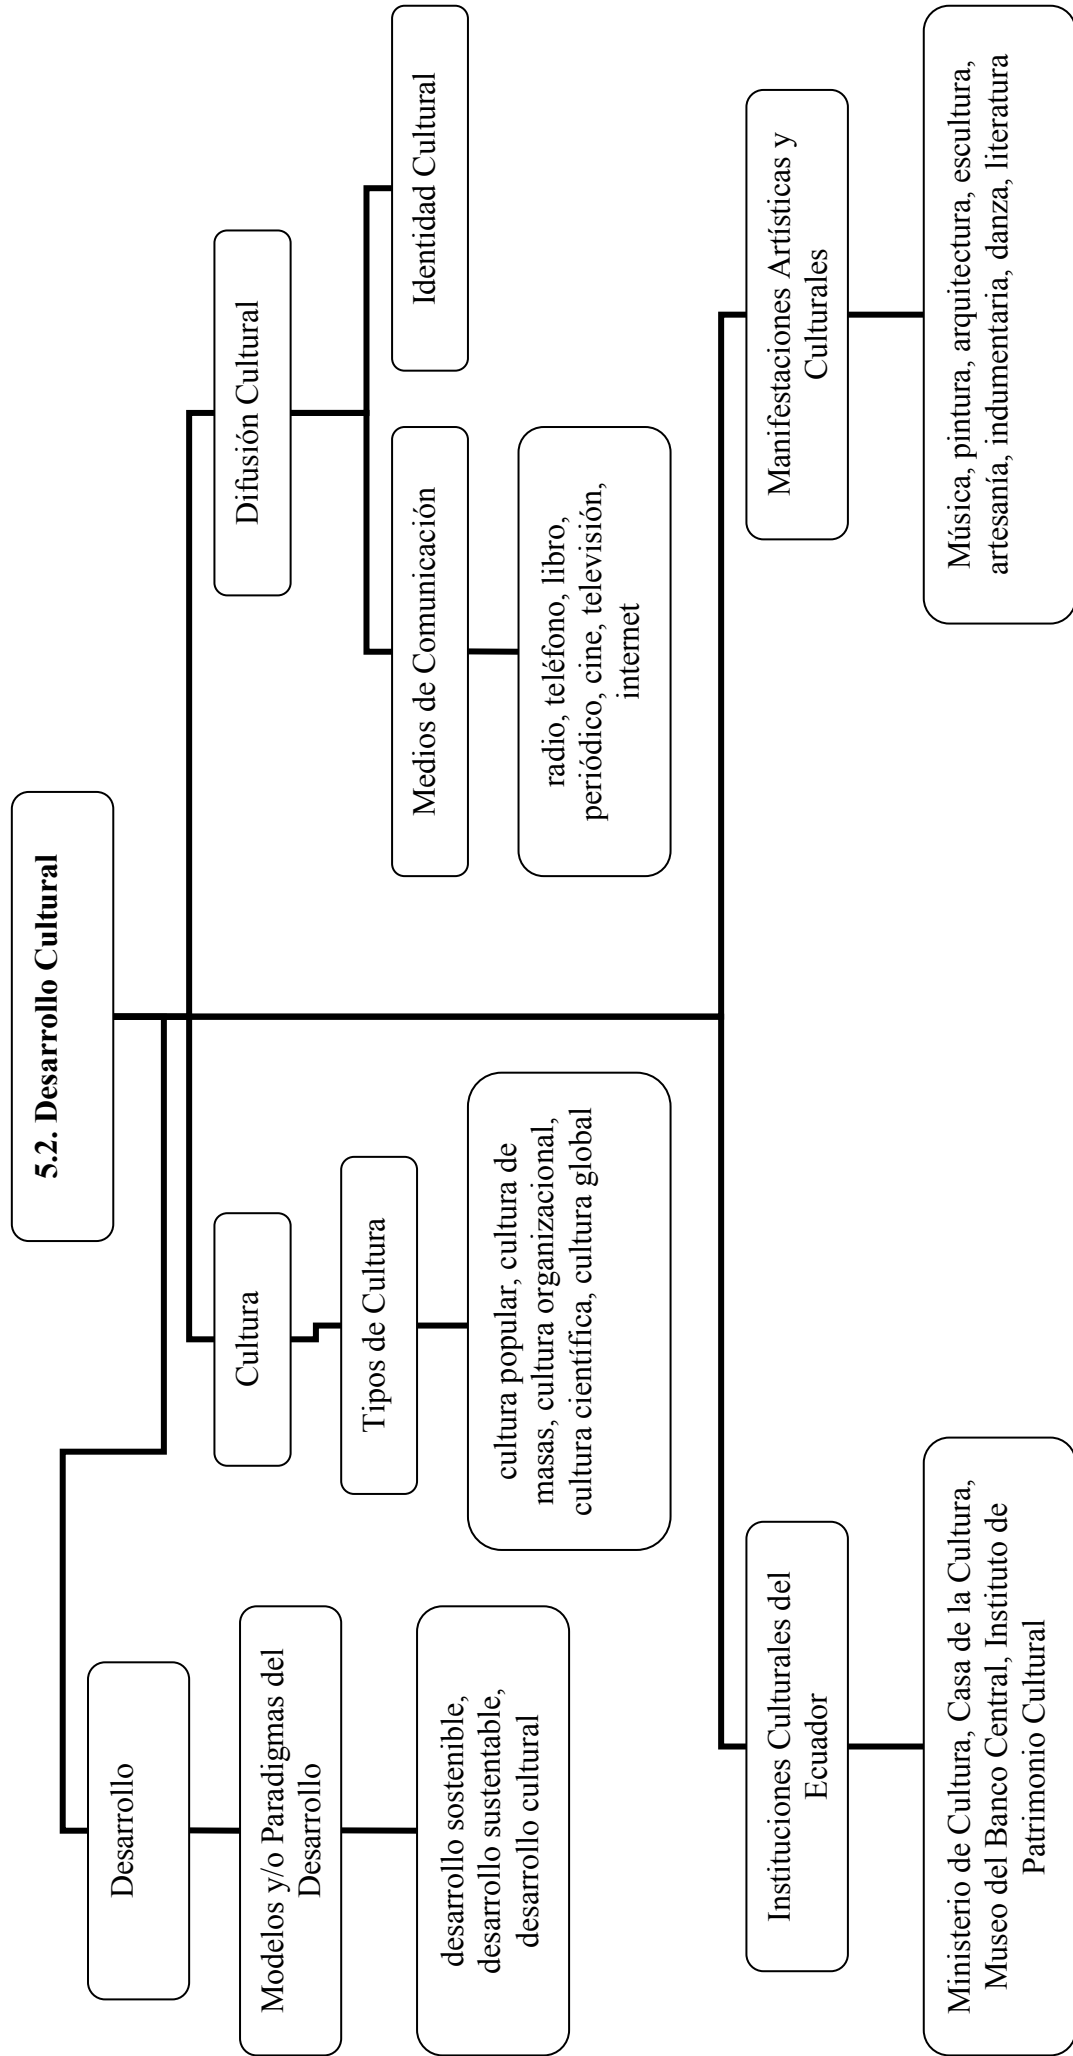 5.2. Desarrollo Cultural
Desarrollo
Modelos y/o Paradigmas del
Desarrollo
desarrollo sostenible,
desarrollo sustentable,
desarrollo cultural
Cultura
Tipos de Cultura
cultura popular, cultura de
masas, cultura organizacional,
cultura científica, cultura global
Difusión Cultural
Medios de Comunicación
radio, teléfono, libro,
periódico, cine, televisión,
internet
Identidad Cultural
Instituciones Culturales del
Ecuador
Ministerio de Cultura, Casa de la Cultura,
Museo del Banco Central, Instituto de
Patrimonio Cultural
Manifestaciones Artísticas y
Culturales
Música, pintura, arquitectura, escultura,
artesanía, indumentaria, danza, literatura